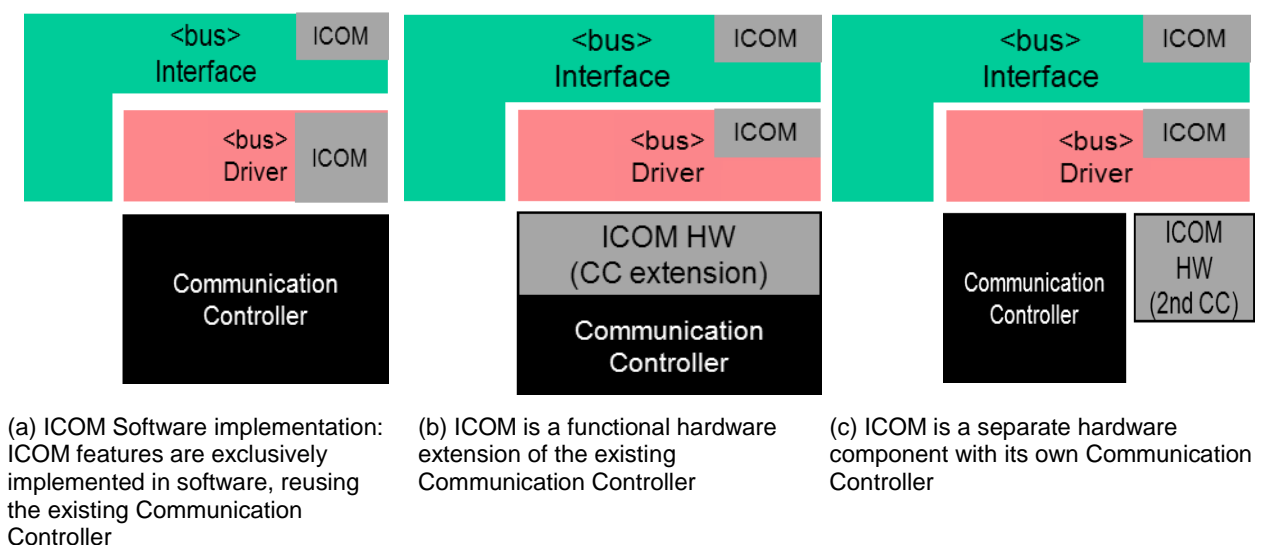 <bus>
Interface
ICOM
<bus>
Driver
ICOM
Communication
Controller
(a) ICOM Software implementation:
ICOM features are exclusively
implemented in software, reusing
the existing Communication
Controller
<bus>
Interface
ICOM
<bus>
Driver
ICOM
ICOM HW
(CC extension)
Communication
Controller
(b) ICOM is a functional hardware
extension of the existing
Communication Controller
<bus>
Interface
ICOM
<bus>
Driver
ICOM
Communication
Controller
ICOM
HW
(2nd CC)
(c) ICOM is a separate hardware
component with its own Communication
Controller